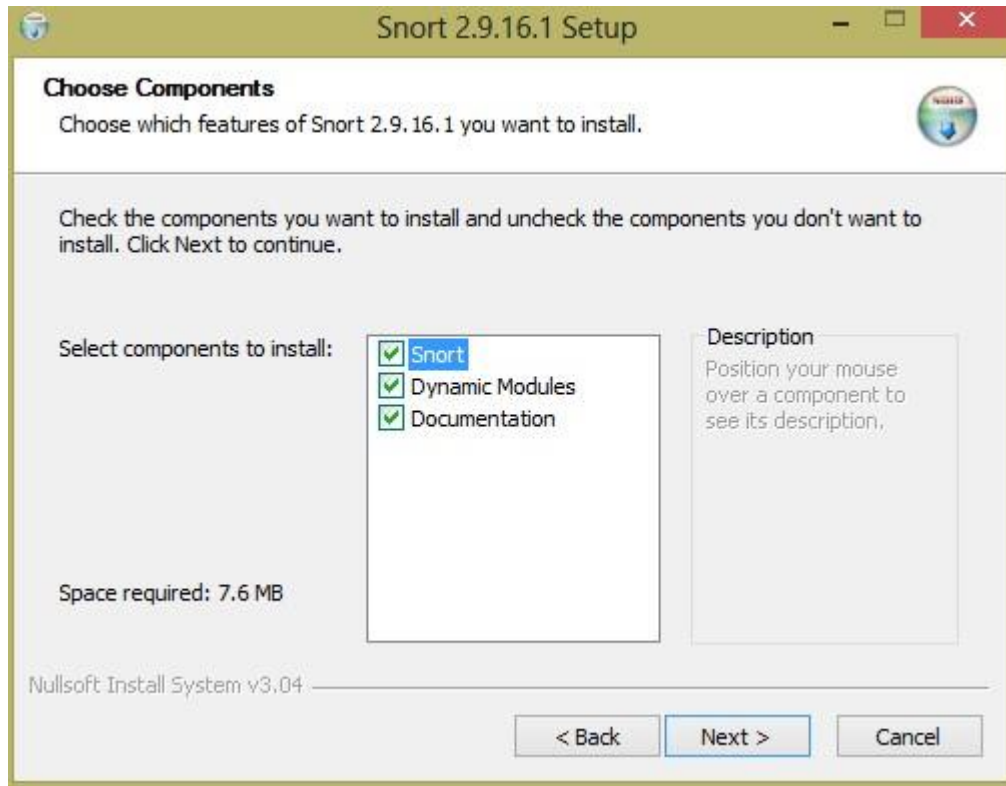 Snort 2.9.16.1 Setup
Choose Components
Choose which features of Snort 2.9.16.1 you want to install.
Check the components you want to install and uncheck the components you don't want to
install. Click Next to continue.
Select components to install:
Snort
Dynamic Modules
Documentation
Description
Position your mouse
over a component to
see its description.
Space required: 7.6 MB
Nullsoft Install System v3.04
< Back
Next >
Cancel